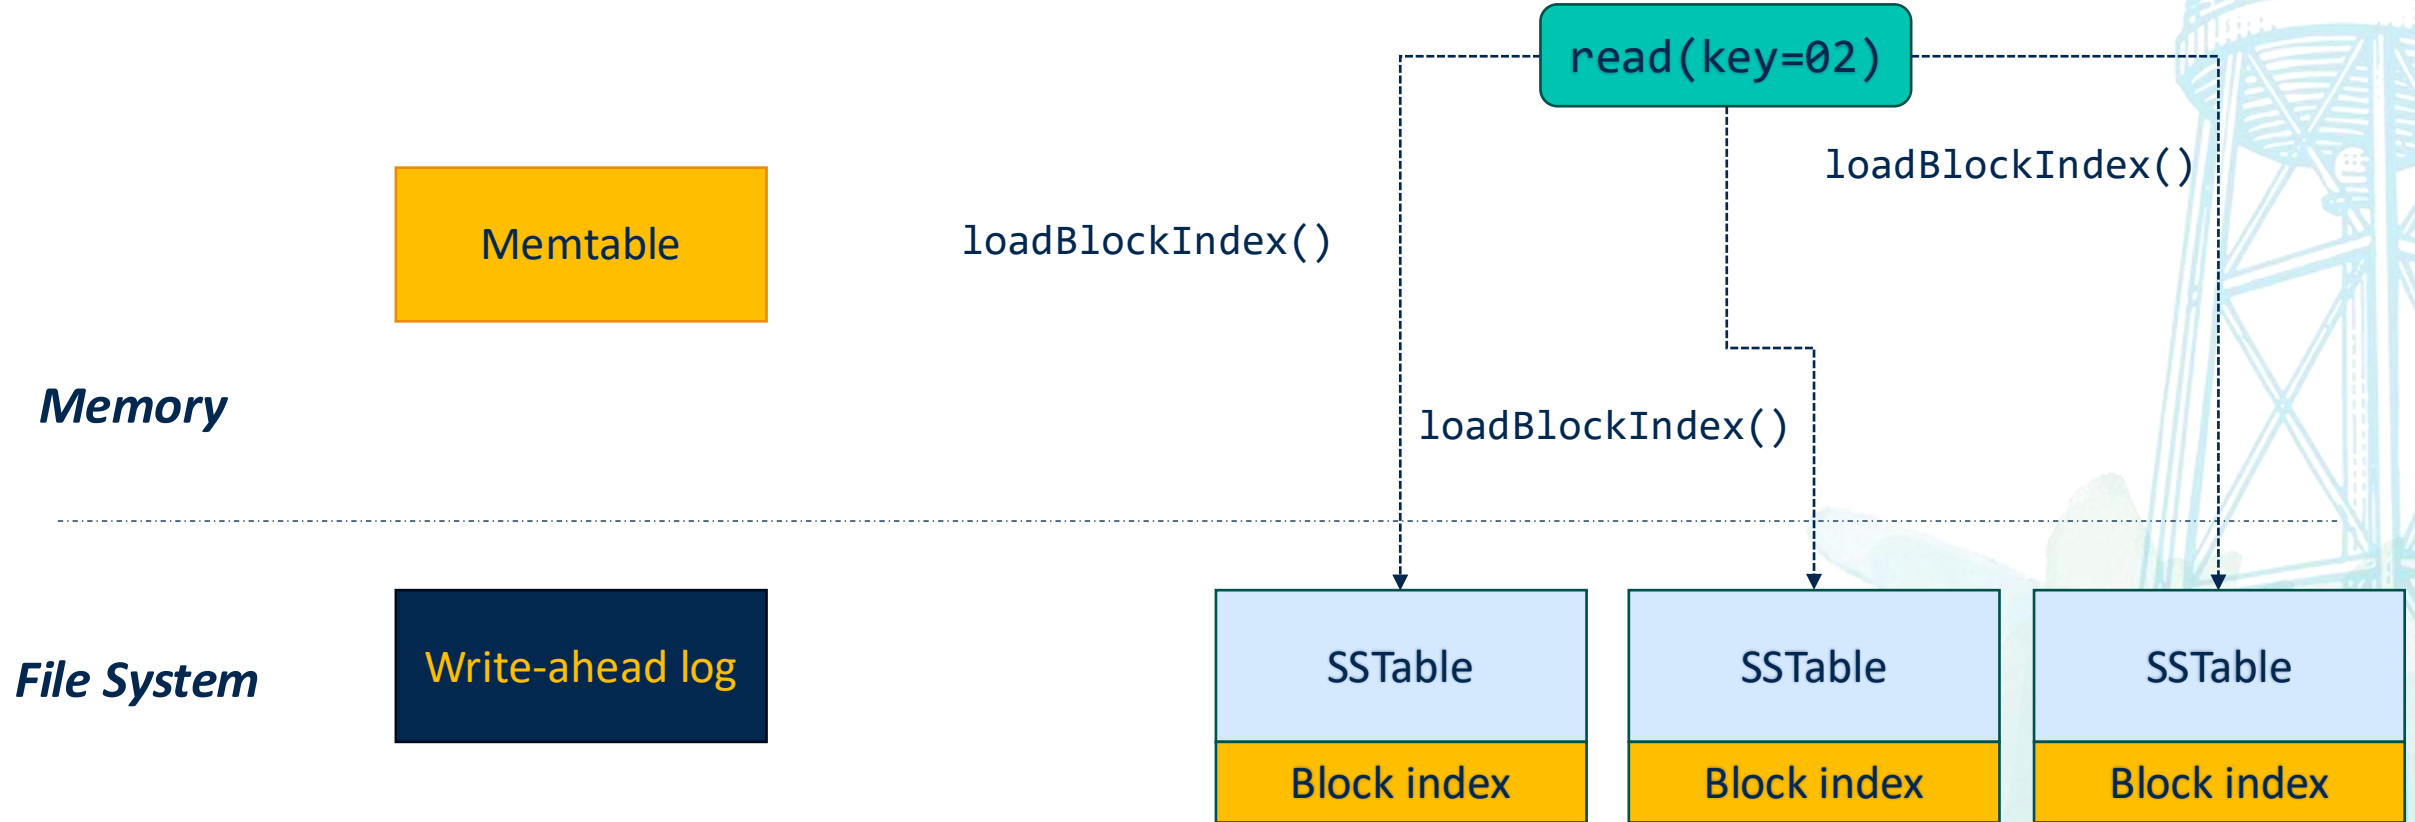 read(key=02)
loadBlockIndex()
Memtable
loadBlockIndex()
Memory
loadBlockIndex()
File System
Write-ahead log
SSTable
SSTable
SSTable
Block index
Block index
Block index